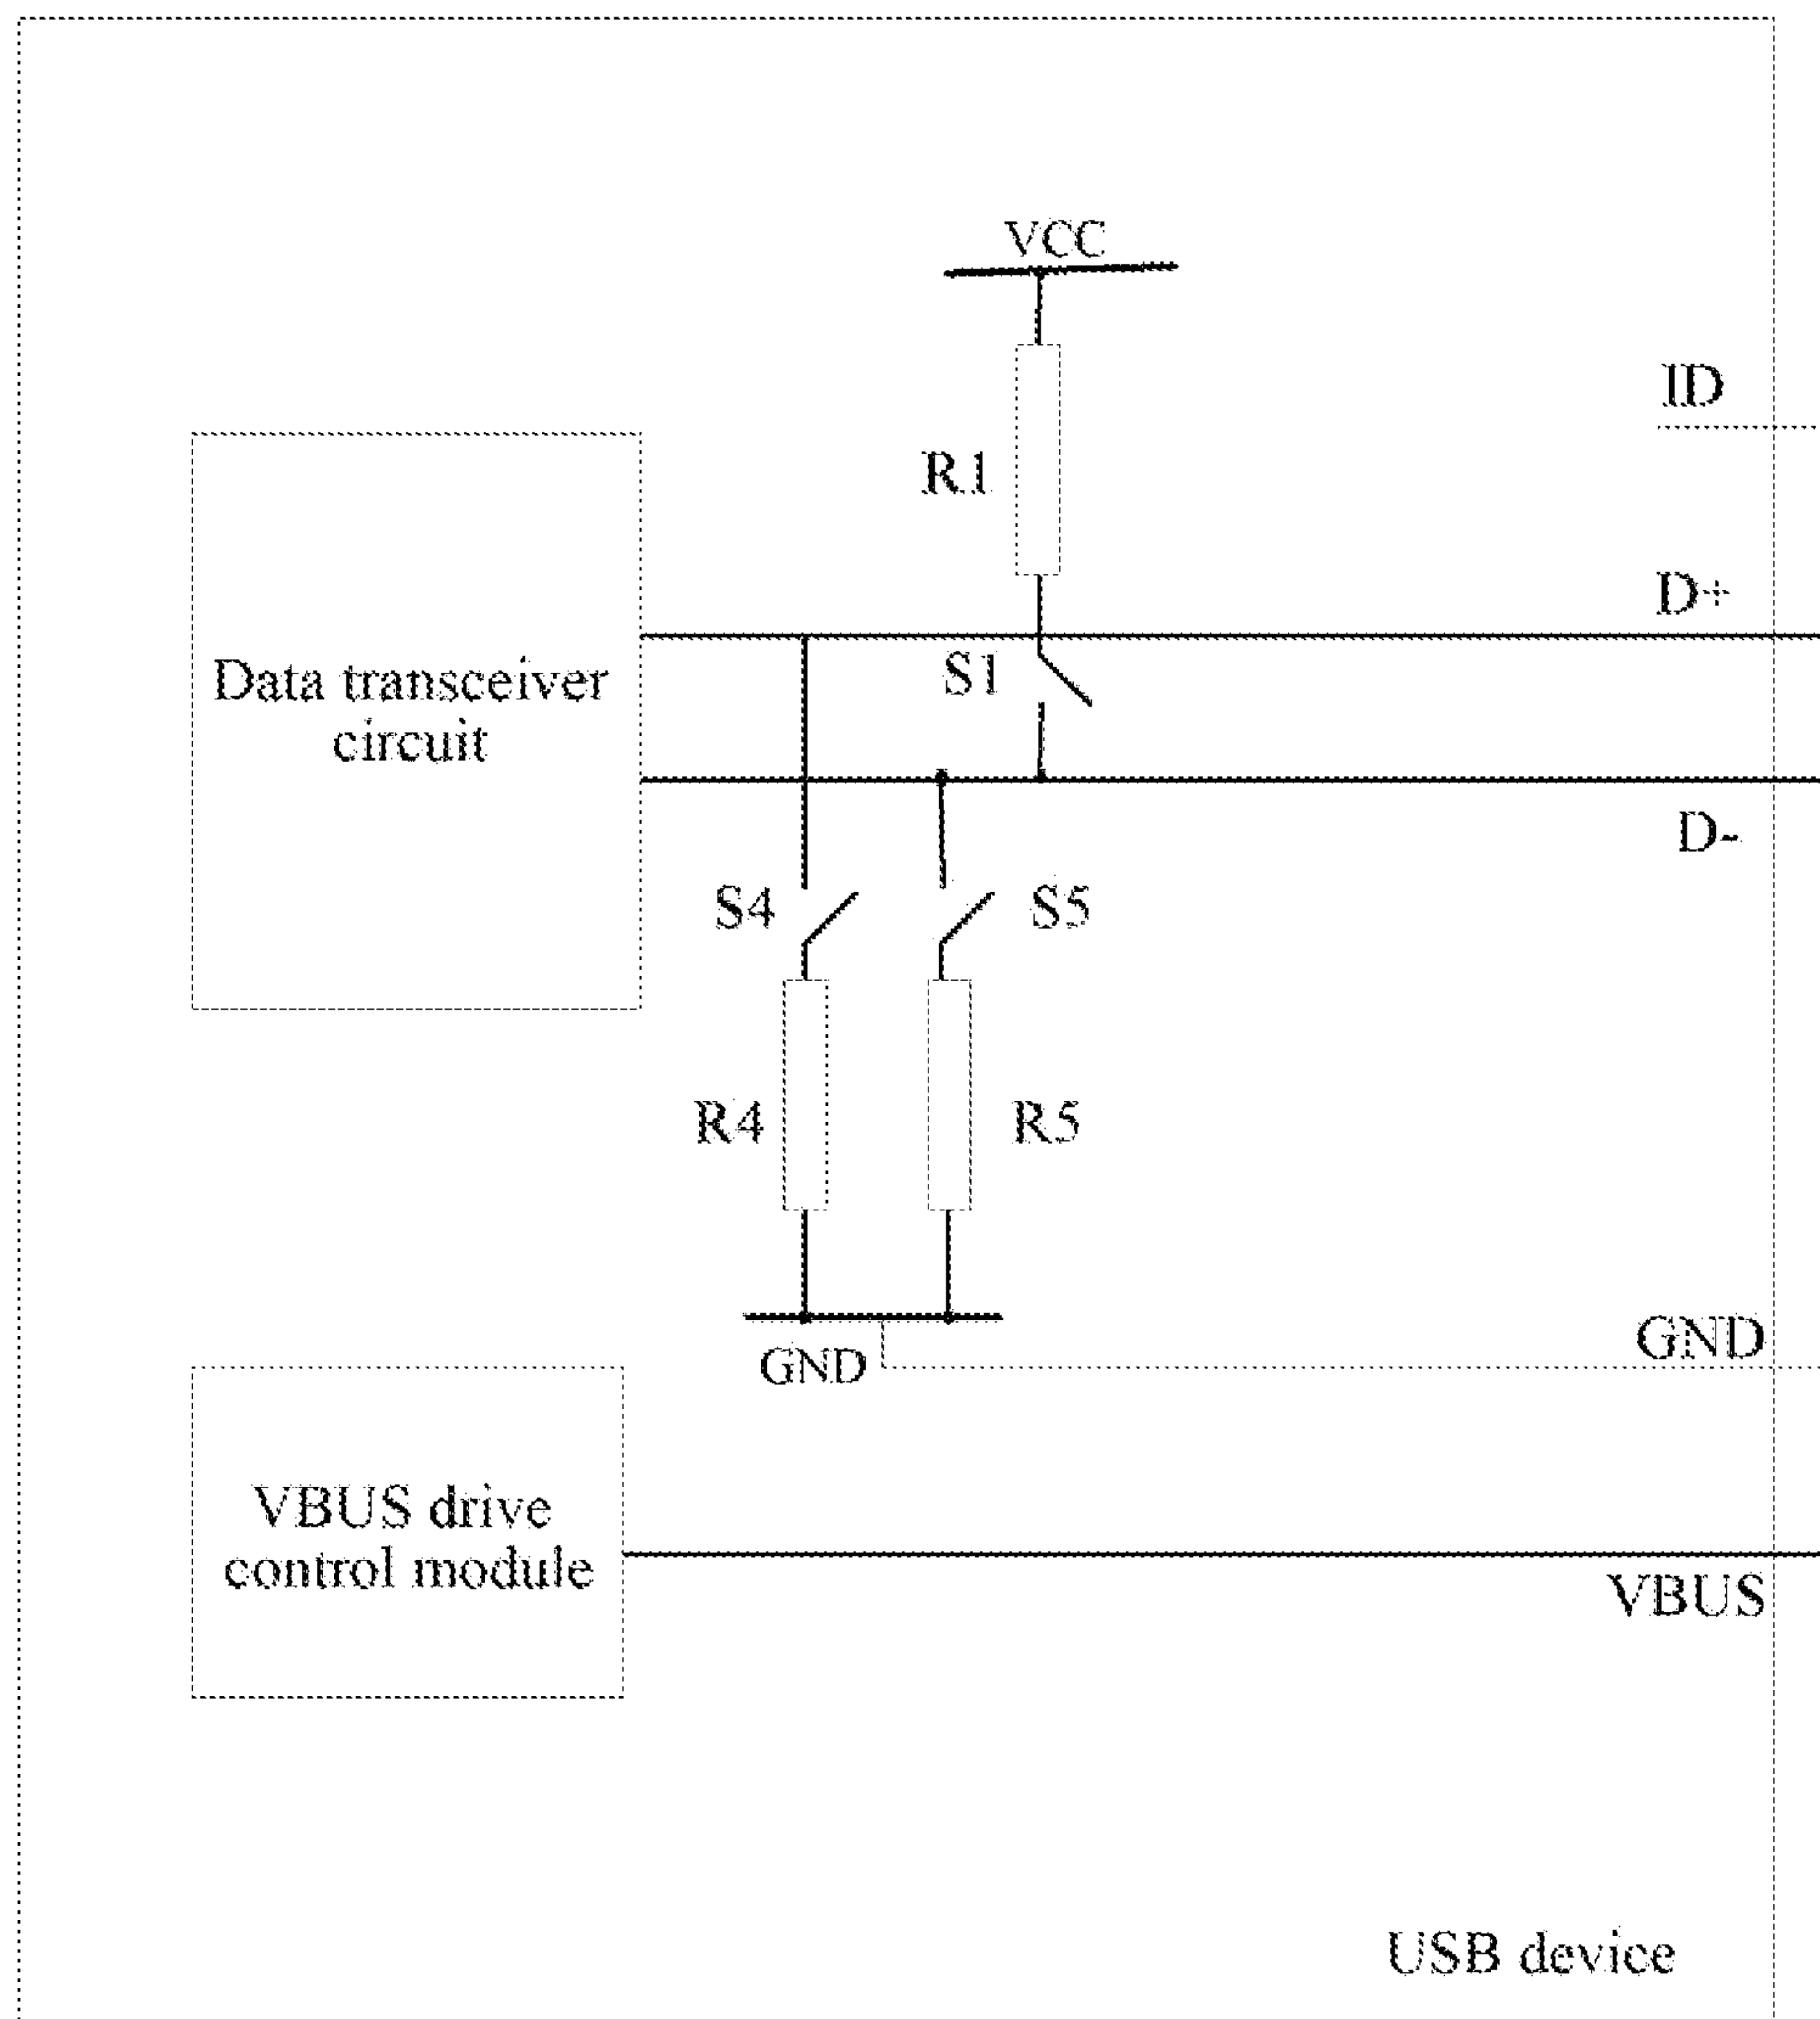 VCC
ID
R1
D+
S1
Data transceiver
circuit
D-
S4
S5
R4
R5
GND
GND
VBUS drive
control module
VBUS
USB device